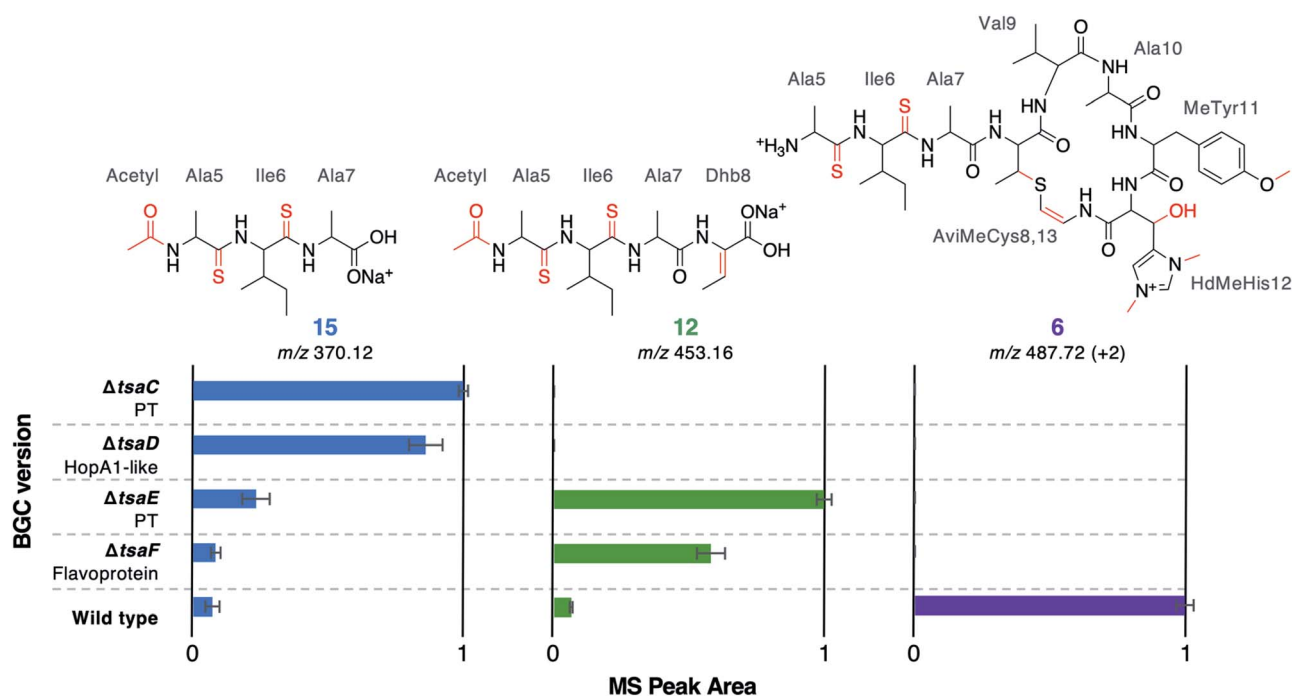 Val9
O
Ala10
NH
Ala5
Ile6
Ala7
S
HN
O
MeTyr11
H
N
H
N
HN
+H3N
N
H
O
S
O
O
S
HN
O
H
N
NH
OH
AviMeCys8,13
O
N
N+
HdMeHis12
Acetyl
Ala5
Ile6
Ala7
O
H
N
S
OH
N
H
S
N
H
ONa+
Acetyl
Ala5
Ile6
Ala7
Dhb8
O
H
N
S
H
N
ONa+
N
H
S
N
H
O
OH
15
m/z 370.12
12
m/z 453.16
6
m/z 487.72 (+2)
BGC version
ΔtsaC
PT
ΔtsaD
HopA1-like
ΔtsaE
PT
ΔtsaF
Flavoprotein
Wild type
0 1 0 1 0 1
MS Peak Area